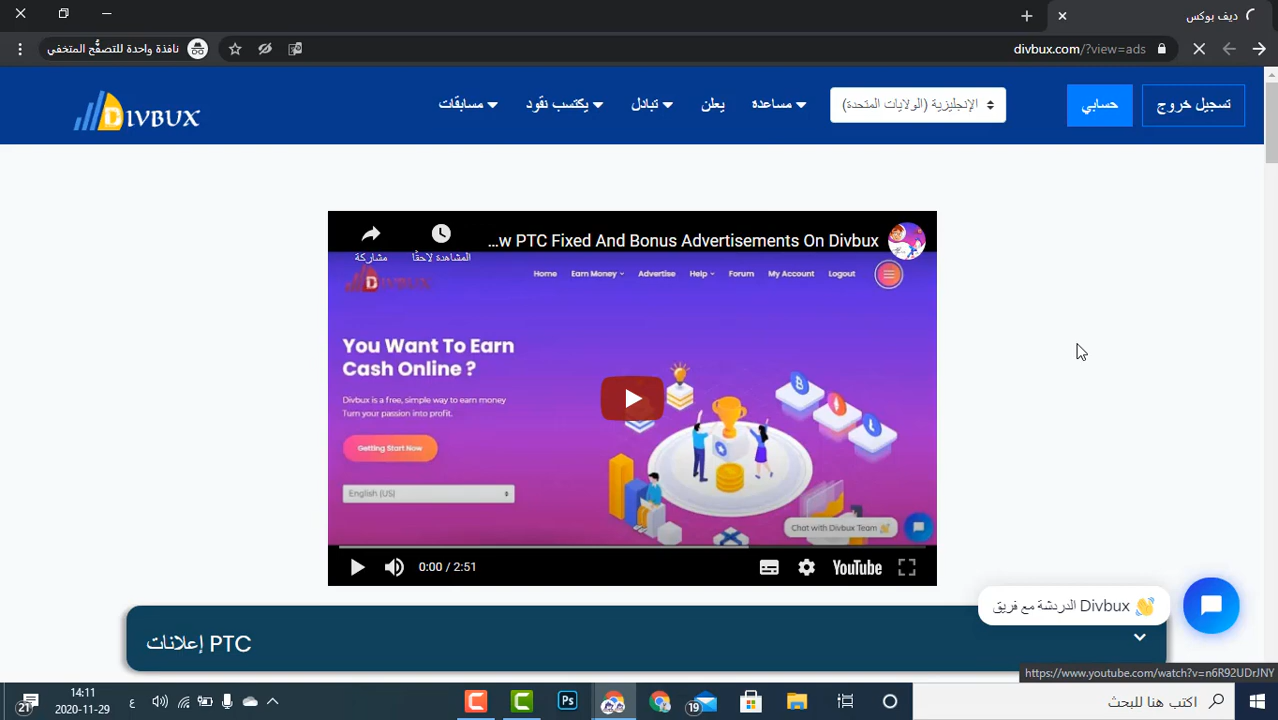 ديف بوكس
divbux.com/?view=ads
نافذة واحدة للتصفُّح المتخفي
تسجيل خروج
حسابي
الإنجليزية (الولايات المتحدة)
مساعدة
يعلن
تبادل
يكتسب نقود
مسابقات
DIVBUX
...w PTC Fixed And Bonus Advertisements On Divbux
المشاهدة لاحقًا
مشاركة
DIVBUX
Home
Earn Money
Advertise
Help
Forum
My Account
Logout
You Want To Earn
Cash Online ?
Divbux is a free, simple way to earn money
Turn your passion into profit.
Getting Start Now
English (US)
Chat with Divbux Team
0:00 / 2:51
YouTube
الدردشة مع فريق Divbux
إعلانات PTC
https://www.youtube.com/watch?v=n6R92UDrJNY
اكتب هنا للبحث
19
Ps
ع
14:11
2020-11-29
21